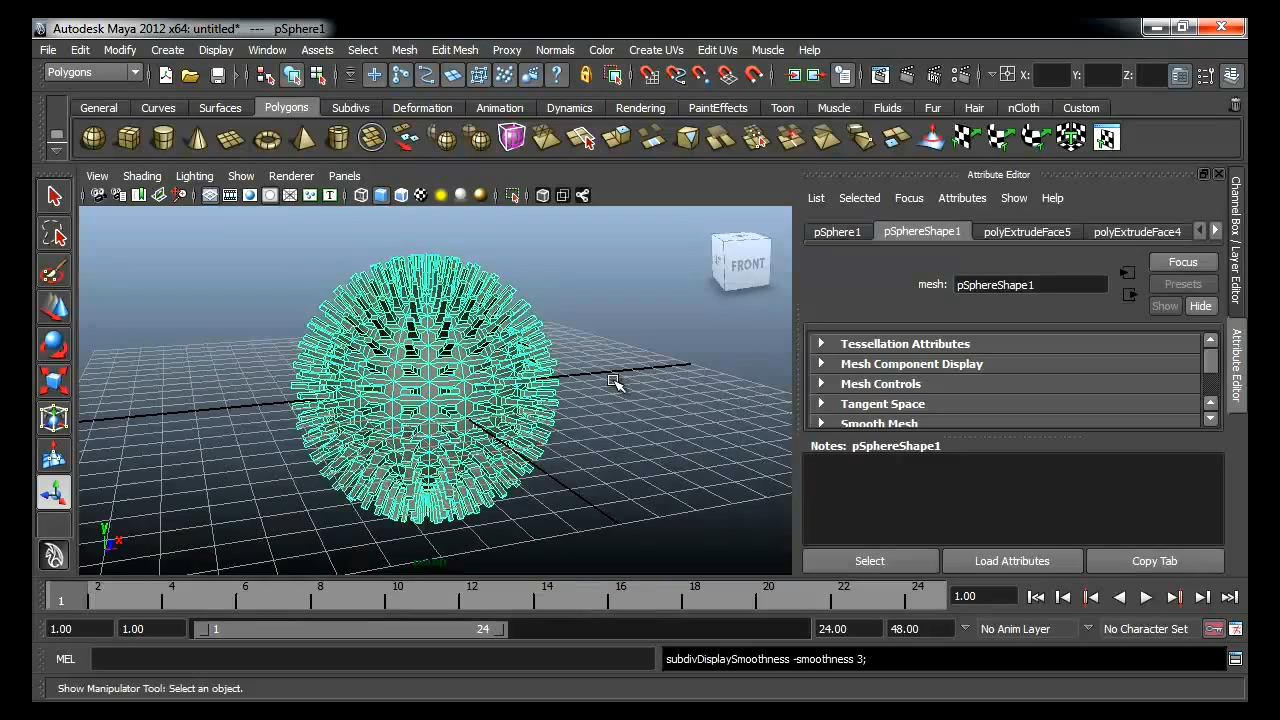 Autodesk Maya 2012 x64: untitled* --- pSphere1
File Edit Modify Create Display Window Assets Select Mesh Edit Mesh Proxy Normals Color Create UVs Edit UVs Muscle Help
Polygons X: Y: Z:
General Curves Surfaces Polygons Subdivs Deformation Animation Dynamics Rendering PaintEffects Toon Muscle Fluids Fur Hair nCloth Custom
View Shading Lighting Show Renderer Panels
Attribute Editor
List Selected Focus Attributes Show Help
pSphere1 pSphereShape1 polyExtrudeFace5 polyExtrudeFace4
mesh: pSphereShape1
Focus
Presets
Show Hide
Tessellation Attributes
Mesh Component Display
Mesh Controls
Tangent Space
Smooth Mesh
Notes: pSphereShape1
Select Load Attributes Copy Tab
Channel Box / Layer Editor
Attribute Editor
FRONT
y
x
persp
1 2 4 6 8 10 12 14 16 18 20 22 24 1.00
1.00 1.00 1 24 24.00 48.00 No Anim Layer No Character Set
MEL subdivDisplaySmoothness -smoothness 3;
Show Manipulator Tool: Select an object.